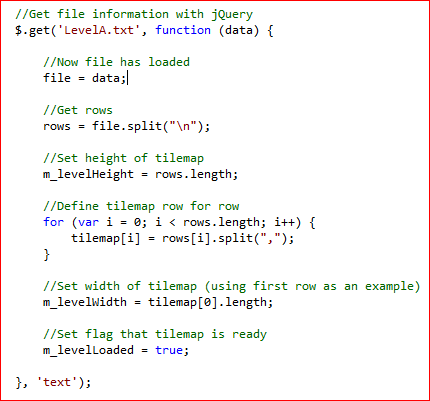 //Get file information with jQuery
$.get('LevelA.txt', function (data) {
//Now file has loaded
file = data;
//Get rows
rows = file.split("\n");
//Set height of tilemap
m_levelHeight = rows.length;
//Define tilemap row for row
for (var i = 0; i < rows.length; i++) {
tilemap[i] = rows[i].split(",");
}
//Set width of tilemap (using first row as an example)
m_levelWidth = tilemap[0].length;
//Set flag that tilemap is ready
m_levelLoaded = true;
}, 'text');